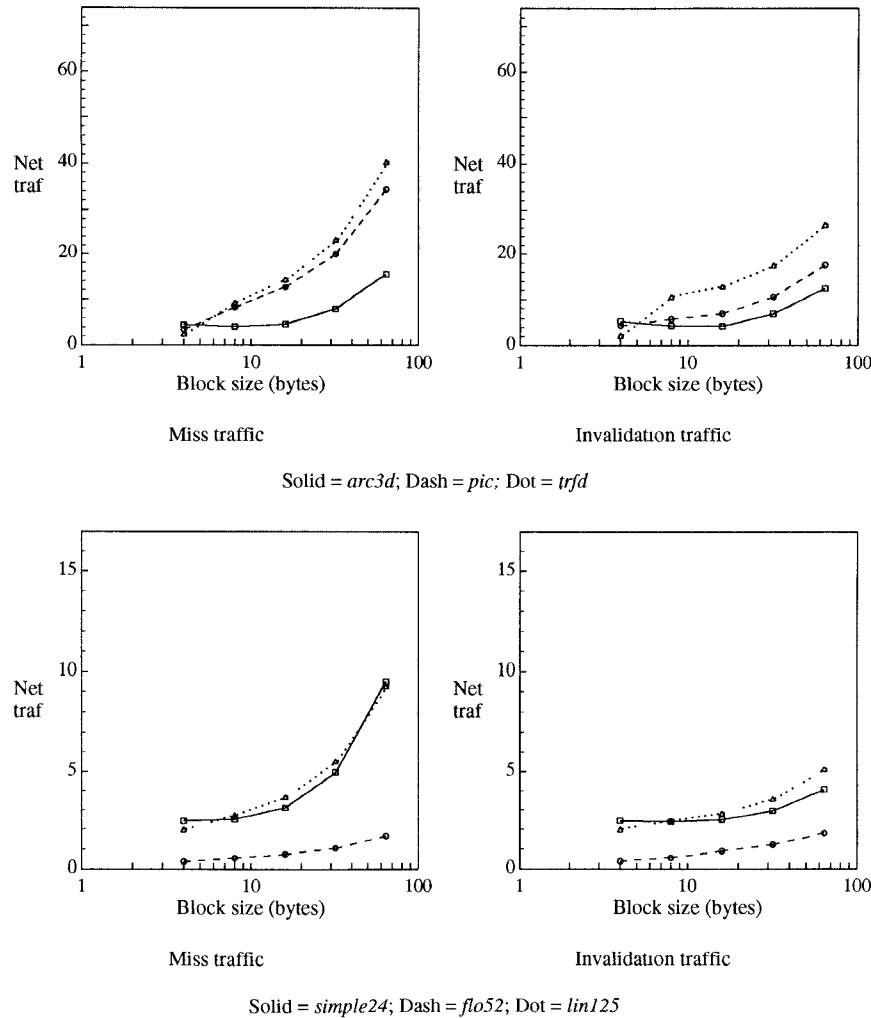 60
40
Net
traf
20
0
1
10
100
Block size (bytes)
Miss traffic
60
40
Net
traf
20
0
1
10
100
Block size (bytes)
Invalidation traffic
Solid = arc3d; Dash = pic; Dot = trfd
15
10
Net
traf
5
0
1
10
100
Block size (bytes)
Miss traffic
15
10
Net
traf
5
0
1
10
100
Block size (bytes)
Invalidation traffic
Solid = simple24; Dash = flo52; Dot = lin125